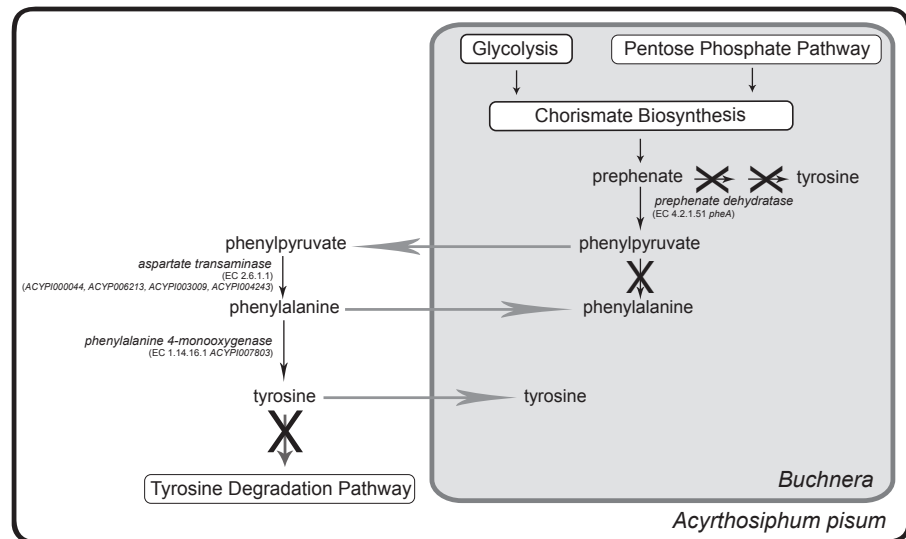 Glycolysis
Pentose Phosphate Pathway
Chorismate Biosynthesis
prephenate
tyrosine
prephenate dehydratase
(EC 4.2.1.51 pheA)
phenylpyruvate
phenylpyruvate
aspartate transaminase
(EC 2.6.1.1)
(ACYPI000044, ACYP006213, ACYPI003009, ACYPI004243)
phenylalanine
phenylalanine
phenylalanine 4-monooxygenase
(EC 1.14.16.1 ACYPI007803)
tyrosine
tyrosine
Tyrosine Degradation Pathway
Buchnera
Acyrthosiphum pisum